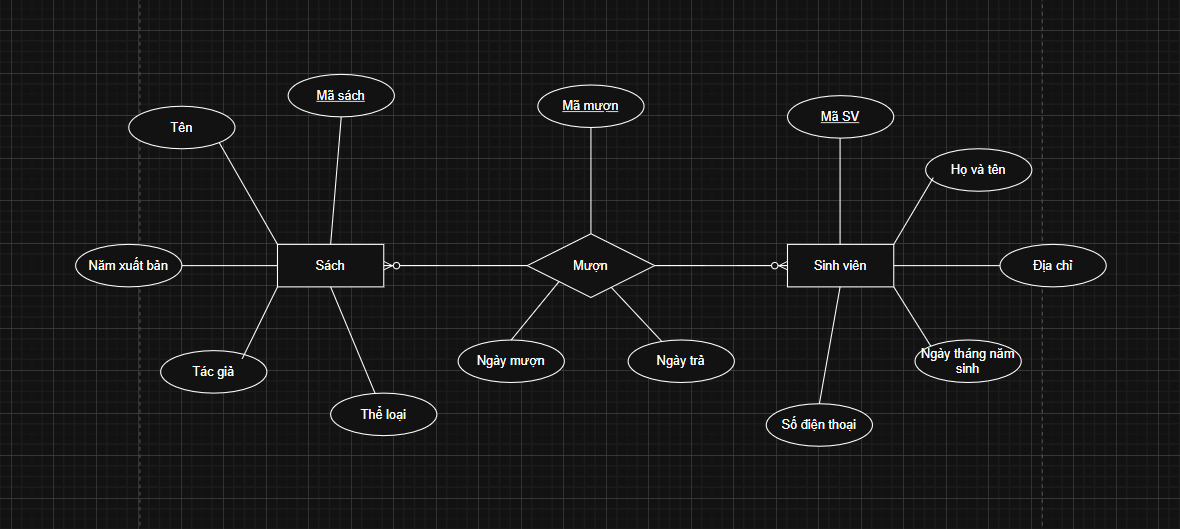 Mã sách
Mã mượn
Mã SV
Tên
Họ và tên
Năm xuất bản
Sách
Mượn
Sinh viên
Địa chỉ
Tác giả
Ngày mượn
Ngày trả
Ngày tháng năm
sinh
Thể loại
Số điện thoại